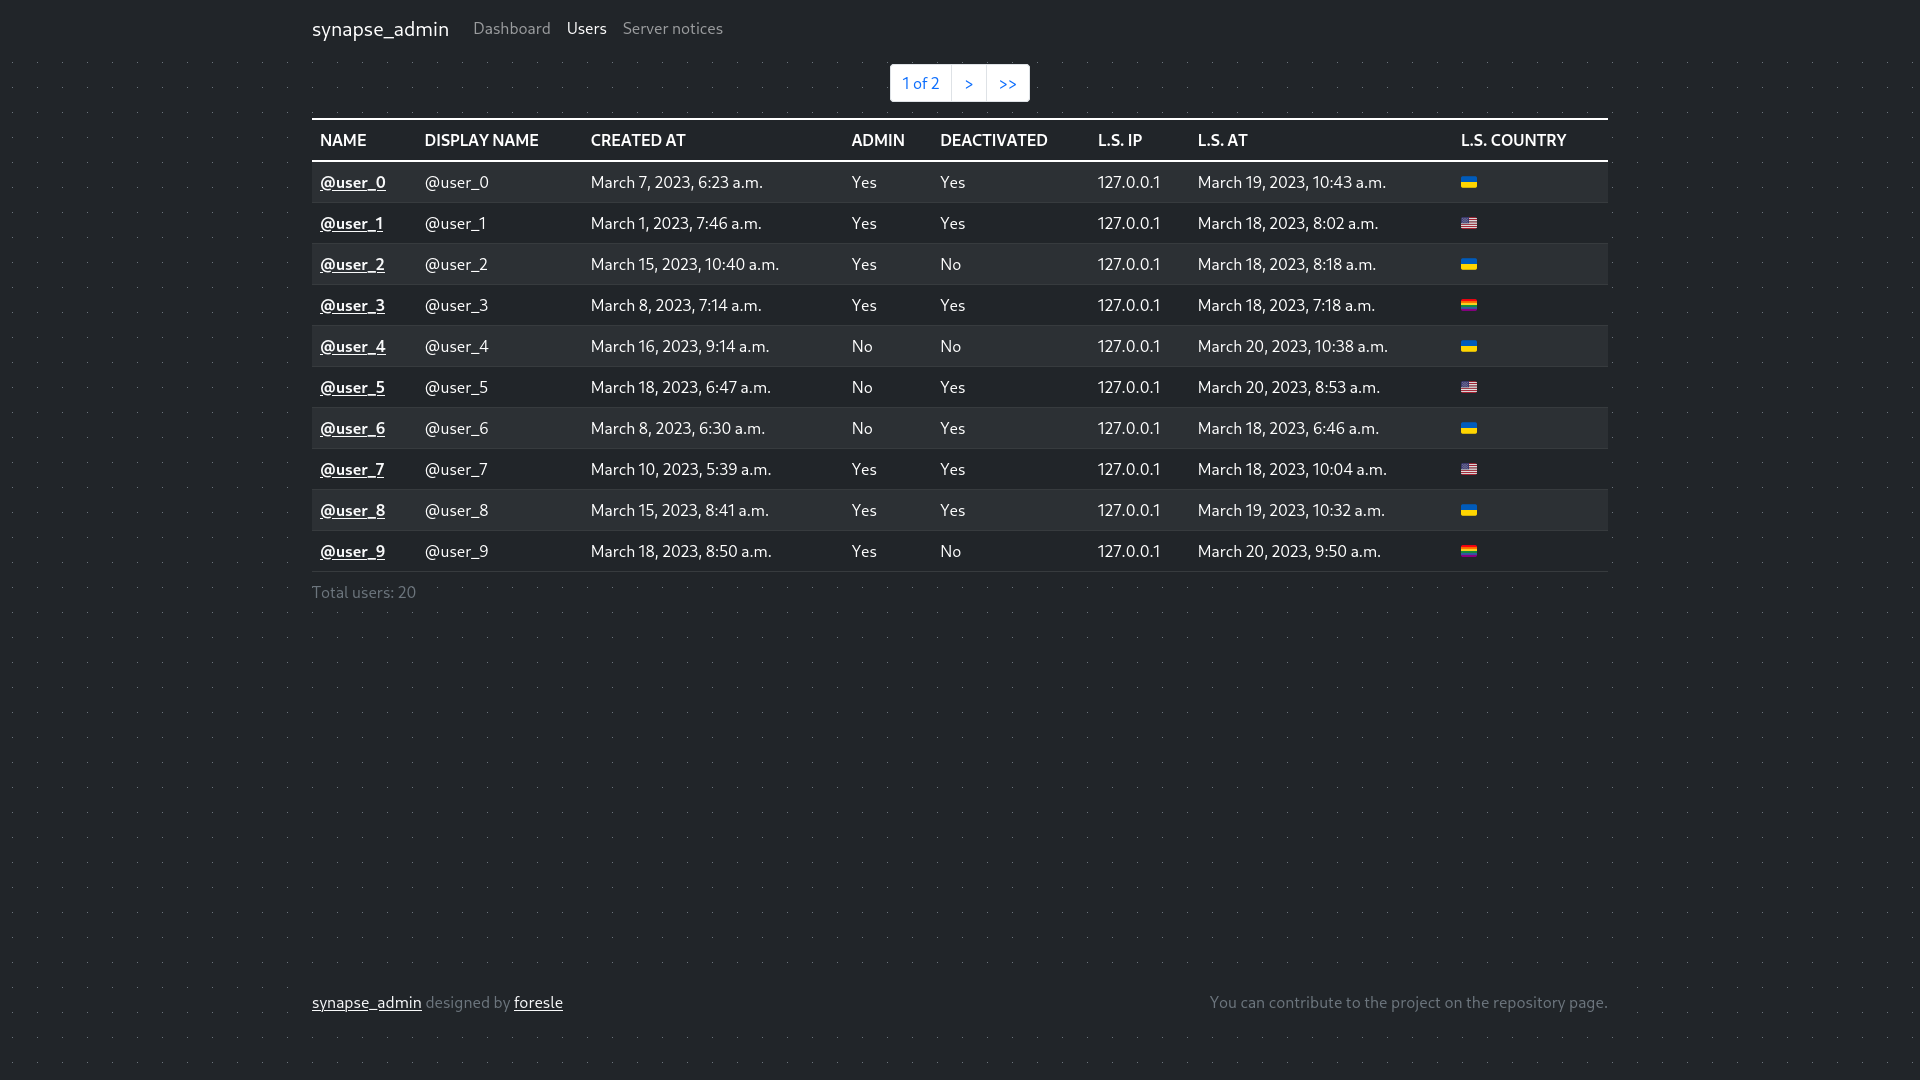 synapse_admin Dashboard Users Server notices
1 of 2 > >>
NAME DISPLAY NAME CREATED AT ADMIN DEACTIVATED L.S. IP L.S. AT L.S. COUNTRY
@user_0 @user_0 March 7, 2023, 6:23 a.m. Yes Yes 127.0.0.1 March 19, 2023, 10:43 a.m.
@user_1 @user_1 March 1, 2023, 7:46 a.m. Yes Yes 127.0.0.1 March 18, 2023, 8:02 a.m.
@user_2 @user_2 March 15, 2023, 10:40 a.m. Yes No 127.0.0.1 March 18, 2023, 8:18 a.m.
@user_3 @user_3 March 8, 2023, 7:14 a.m. Yes Yes 127.0.0.1 March 18, 2023, 7:18 a.m.
@user_4 @user_4 March 16, 2023, 9:14 a.m. No No 127.0.0.1 March 20, 2023, 10:38 a.m.
@user_5 @user_5 March 18, 2023, 6:47 a.m. No Yes 127.0.0.1 March 20, 2023, 8:53 a.m.
@user_6 @user_6 March 8, 2023, 6:30 a.m. No Yes 127.0.0.1 March 18, 2023, 6:46 a.m.
@user_7 @user_7 March 10, 2023, 5:39 a.m. Yes Yes 127.0.0.1 March 18, 2023, 10:04 a.m.
@user_8 @user_8 March 15, 2023, 8:41 a.m. Yes Yes 127.0.0.1 March 19, 2023, 10:32 a.m.
@user_9 @user_9 March 18, 2023, 8:50 a.m. Yes No 127.0.0.1 March 20, 2023, 9:50 a.m.
Total users: 20
synapse_admin designed by foresle You can contribute to the project on the repository page.